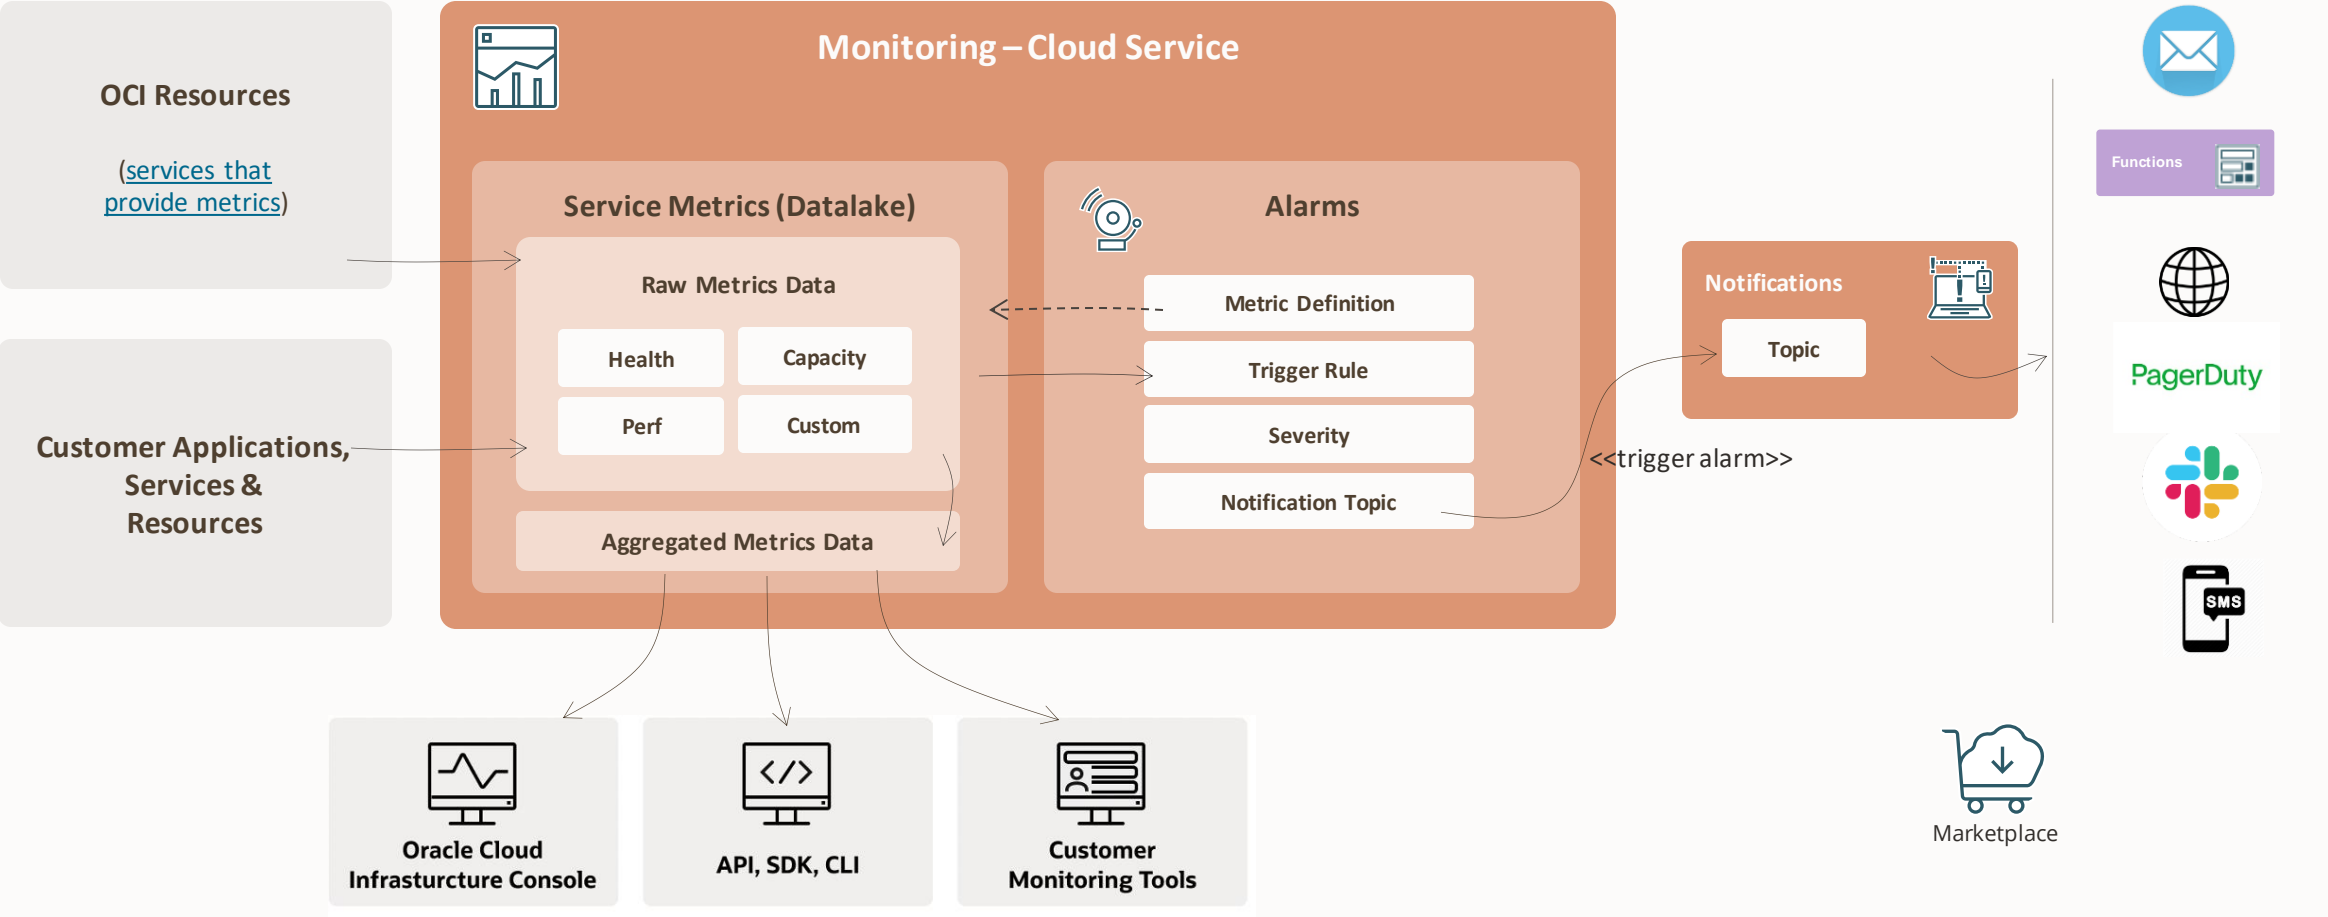 OCI Resources
(services that
provide metrics)
Customer Applications,
Services &
Resources
Monitoring – Cloud Service
Service Metrics (Datalake)
Raw Metrics Data
Health
Capacity
Perf
Custom
Aggregated Metrics Data
Alarms
Metric Definition
Trigger Rule
Severity
Notification Topic
<<trigger alarm>>
Notifications
Topic
Functions
PagerDuty
SMS
Oracle Cloud
Infrasturcture Console
API, SDK, CLI
Customer
Monitoring Tools
Marketplace